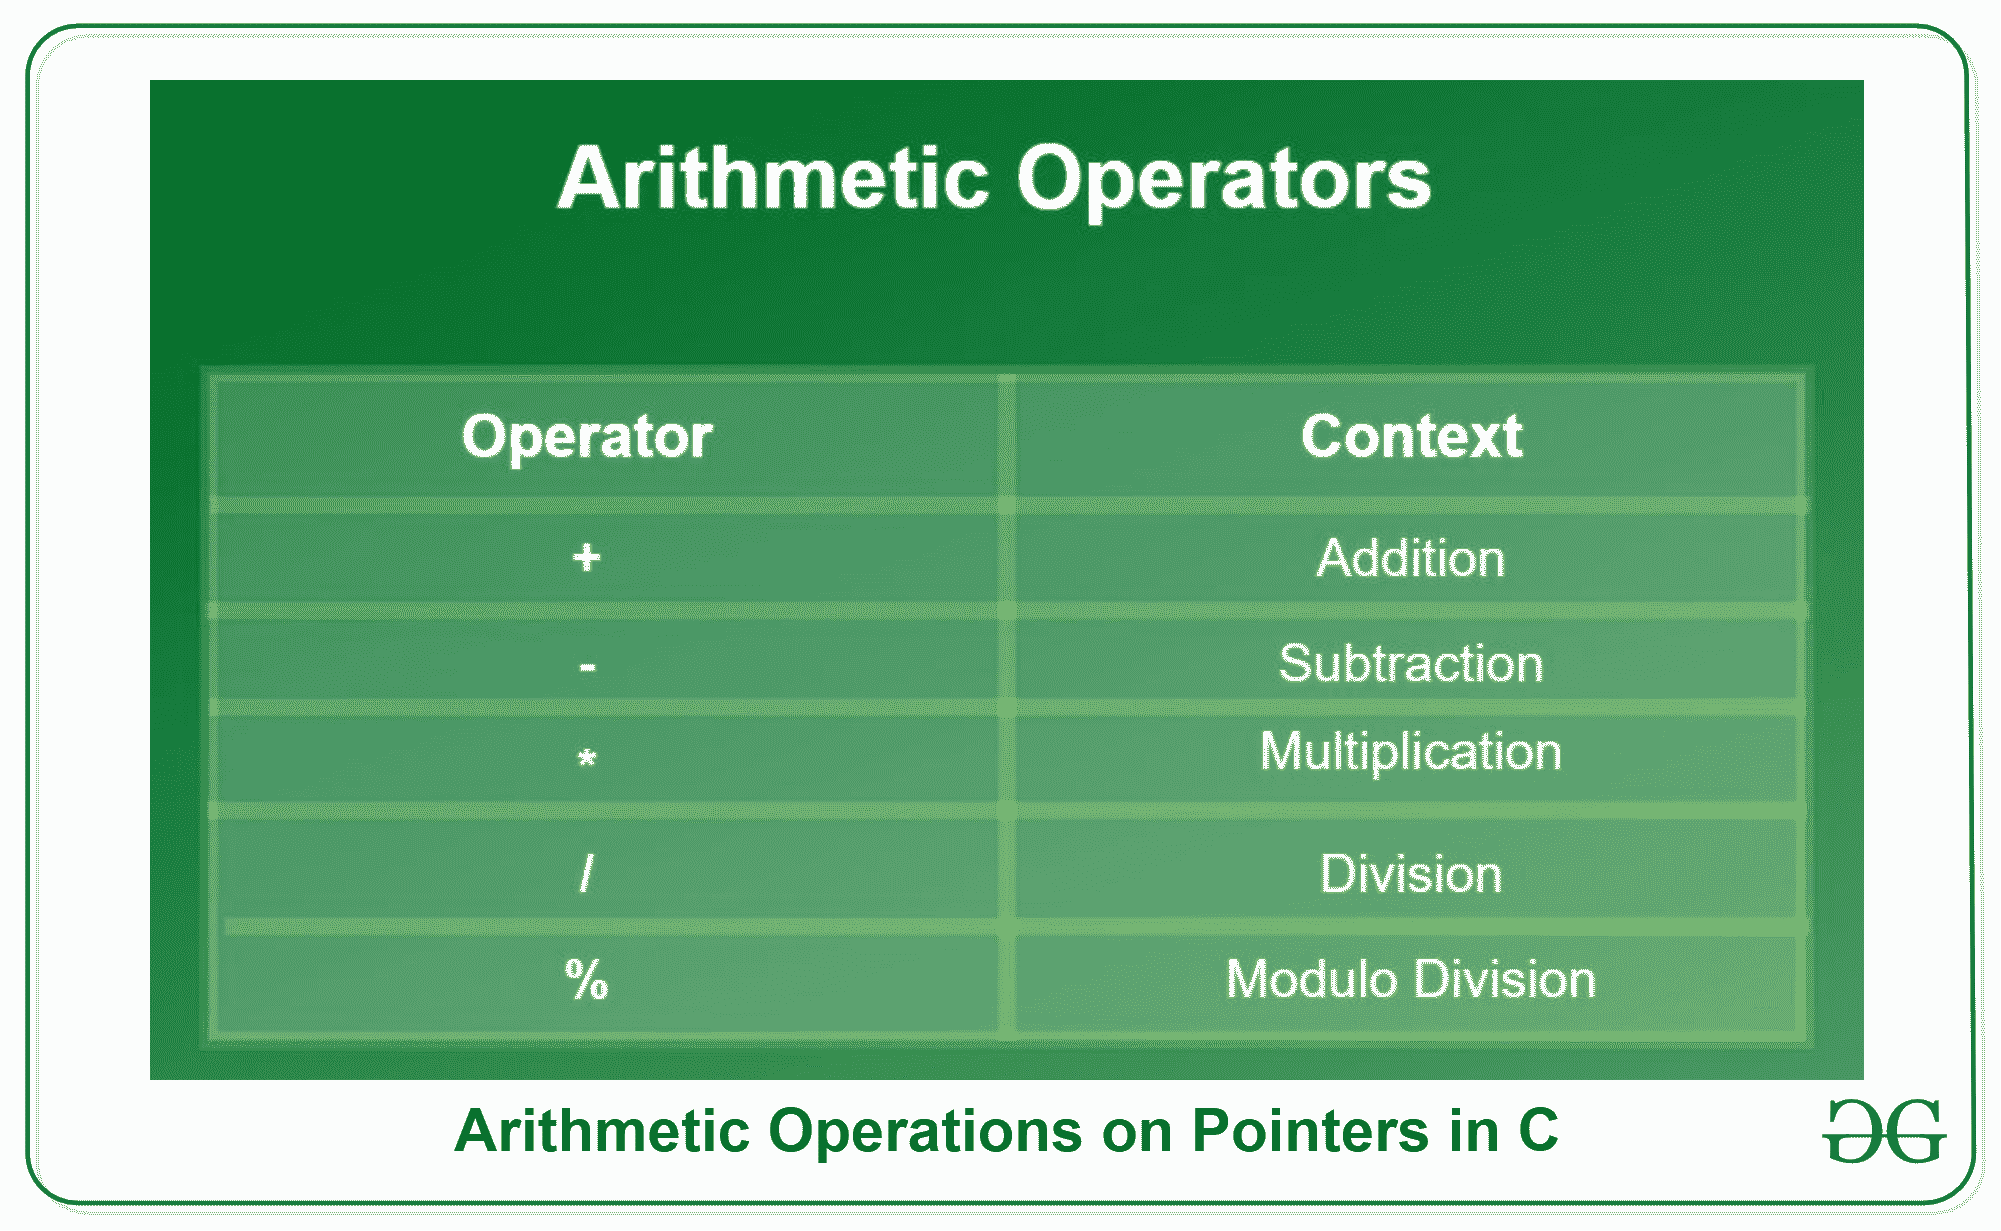 Arithmetic Operators
Operator Context
+ Addition
- Subtraction
* Multiplication
/ Division
% Modulo Division
Arithmetic Operations on Pointers in C